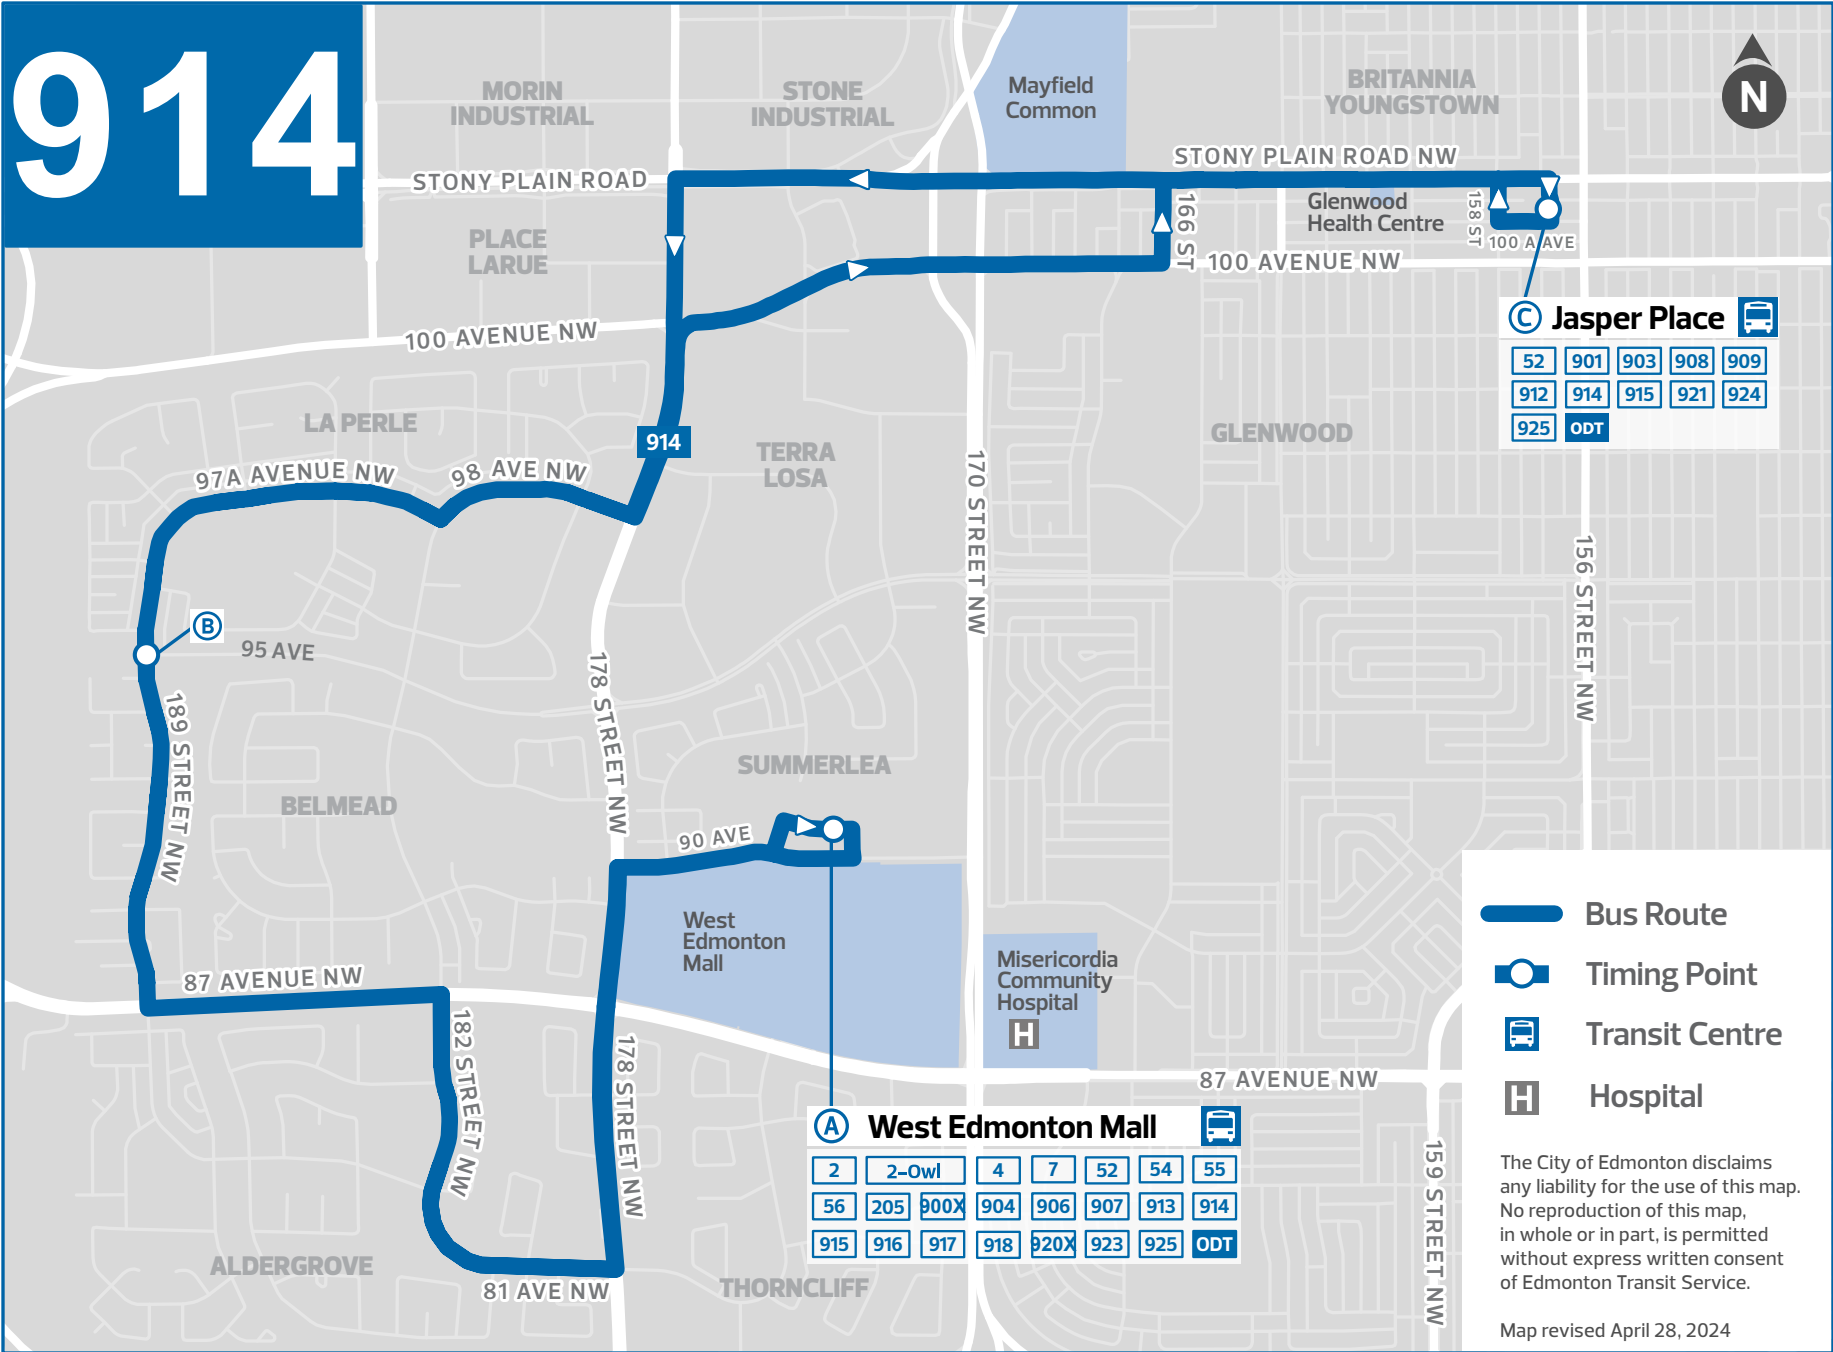 914
MORIN
INDUSTRIAL
STONE
INDUSTRIAL
Mayfield
Common
BRITANNIA
YOUNGSTOWN
N
STONY PLAIN ROAD
STONY PLAIN ROAD NW
PLACE
LARUE
166 ST
Glenwood
Health Centre
158 ST
100 A AVE
100 AVENUE NW
100 AVENUE NW
C Jasper Place
52 901 903 908 909
912 914 915 921 924
925 ODT
LA PERLE
914
TERRA
LOSA
GLENWOOD
97A AVENUE NW
98 AVE NW
170 STREET NW
156 STREET NW
B
95 AVE
189 STREET NW
178 STREET NW
SUMMERLEA
BELMEAD
90 AVE
West
Edmonton
Mall
Misericordia
Community
Hospital
H
87 AVENUE NW
182 STREET NW
178 STREET NW
87 AVENUE NW
159 STREET NW
A West Edmonton Mall
2 2-Owl 4 7 52 54 55
56 205 900X 904 906 907 913 914
915 916 917 918 920X 923 925 ODT
ALDERGROVE
81 AVE NW
THORNCLIFF
Bus Route
Timing Point
Transit Centre
H Hospital
The City of Edmonton disclaims
any liability for the use of this map.
No reproduction of this map,
in whole or in part, is permitted
without express written consent
of Edmonton Transit Service.
Map revised April 28, 2024